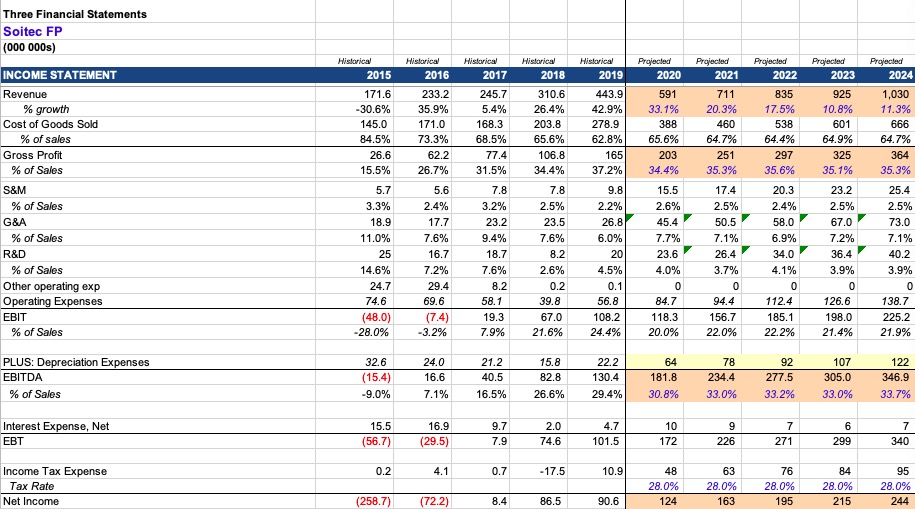 Three Financial Statements
Soitec FP
(000 000s)
Historical Historical Historical Historical Historical Projected Projected Projected Projected Projected
INCOME STATEMENT 2015 2016 2017 2018 2019 2020 2021 2022 2023 2024
Revenue 171.6 233.2 245.7 310.6 443.9 591 711 835 925 1,030
% growth -30.6% 35.9% 5.4% 26.4% 42.9% 33.1% 20.3% 17.5% 10.8% 11.3%
Cost of Goods Sold 145.0 171.0 168.3 203.8 278.9 388 460 538 601 666
% of sales 84.5% 73.3% 68.5% 65.6% 62.8% 65.6% 64.7% 64.4% 64.9% 64.7%
Gross Profit 26.6 62.2 77.4 106.8 165 203 251 297 325 364
% of Sales 15.5% 26.7% 31.5% 34.4% 37.2% 34.4% 35.3% 35.6% 35.1% 35.3%
S&M 5.7 5.6 7.8 7.8 9.8 15.5 17.4 20.3 23.2 25.4
% of Sales 3.3% 2.4% 3.2% 2.5% 2.2% 2.6% 2.5% 2.4% 2.5% 2.5%
G&A 18.9 17.7 23.2 23.5 26.8 45.4 50.5 58.0 67.0 73.0
% of Sales 11.0% 7.6% 9.4% 7.6% 6.0% 7.7% 7.1% 6.9% 7.2% 7.1%
R&D 25 16.7 18.7 8.2 20 23.6 26.4 34.0 36.4 40.2
% of Sales 14.6% 7.2% 7.6% 2.6% 4.5% 4.0% 3.7% 4.1% 3.9% 3.9%
Other operating exp 24.7 29.4 8.2 0.2 0.1 0 0 0 0 0
Operating Expenses 74.6 69.6 58.1 39.8 56.8 84.7 94.4 112.4 126.6 138.7
EBIT (48.0) (7.4) 19.3 67.0 108.2 118.3 156.7 185.1 198.0 225.2
% of Sales -28.0% -3.2% 7.9% 21.6% 24.4% 20.0% 22.0% 22.2% 21.4% 21.9%
PLUS: Depreciation Expenses 32.6 24.0 21.2 15.8 22.2 64 78 92 107 122
EBITDA (15.4) 16.6 40.5 82.8 130.4 181.8 234.4 277.5 305.0 346.9
% of Sales -9.0% 7.1% 16.5% 26.6% 29.4% 30.8% 33.0% 33.2% 33.0% 33.7%
Interest Expense, Net 15.5 16.9 9.7 2.0 4.7 10 9 7 6 7
EBT (56.7) (29.5) 7.9 74.6 101.5 172 226 271 299 340
Income Tax Expense 0.2 4.1 0.7 -17.5 10.9 48 63 76 84 95
Tax Rate 28.0% 28.0% 28.0% 28.0% 28.0%
Net Income (258.7) (72.2) 8.4 86.5 90.6 124 163 195 215 244